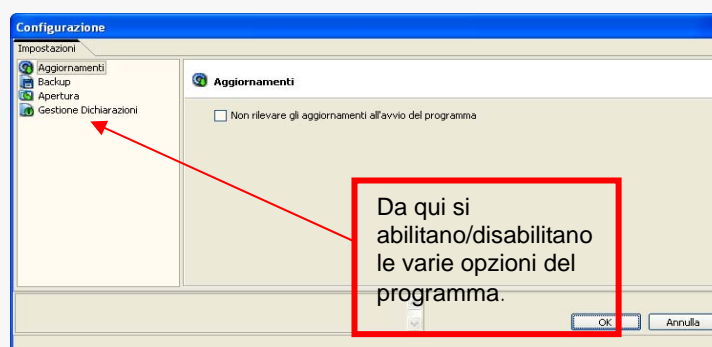 Configurazione
Impostazioni
Aggiornamenti
Backup
Apertura
Gestione Dichiarazioni
Aggiornamenti
Non rilevare gli aggiornamenti all'avvio del programma
Da qui si
abilitano/disabilitano
le varie opzioni del
programma.
OK
Annulla